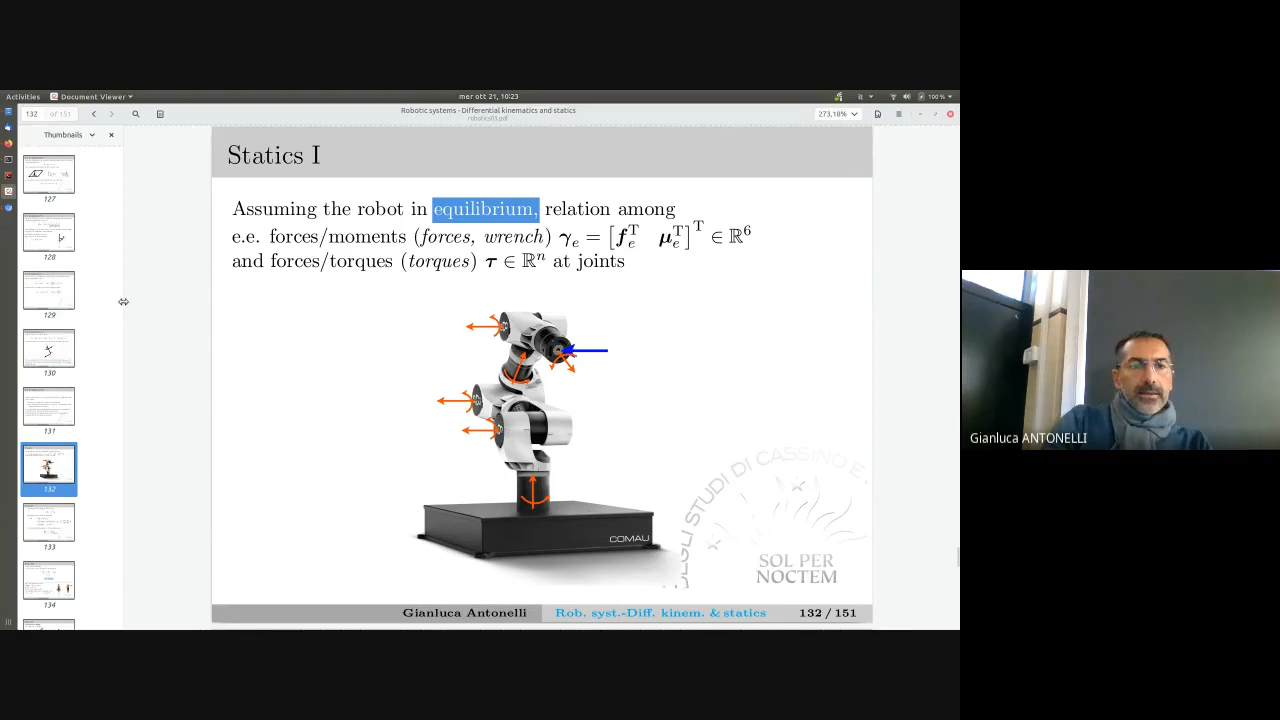 Activities
Document Viewer
mer ott 21, 10:23
100 %
132
of 151
Robotic systems - Differential kinematics and statics
robotics03.pdf
273,18%
Thumbnails
127
128
129
130
131
132
133
134
Statics I
Assuming the robot in equilibrium, relation among
e.e. forces/moments (forces, wrench) γₑ = [fₑᵀ μₑᵀ]ᵀ ∈ ℝ⁶
and forces/torques (torques) τ ∈ ℝⁿ at joints
COMAU
DEGLI STUDI DI CASSINO E
SOL PER
NOCTEM
Gianluca Antonelli
Rob. syst.-Diff. kinem. & statics
132 / 151
Gianluca ANTONELLI